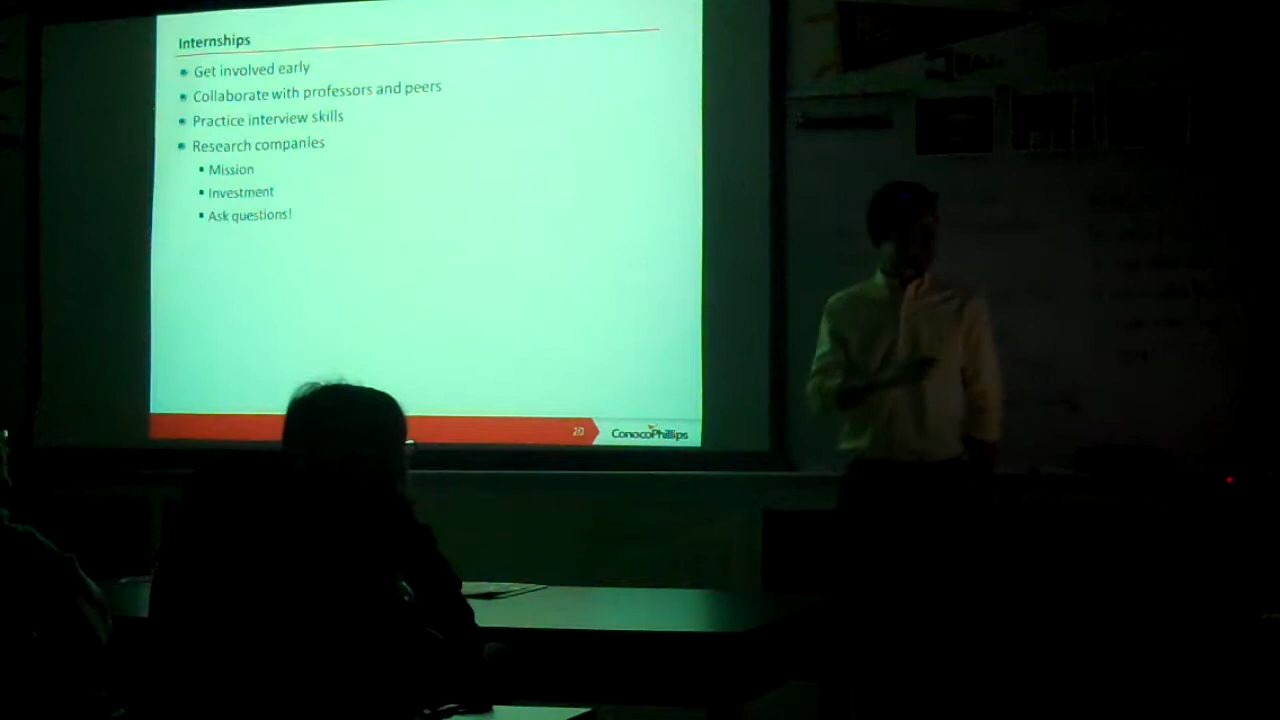 Internships
Get involved early
Collaborate with professors and peers
Practice interview skills
Research companies
Mission
Investment
Ask questions!
20
ConocoPhillips